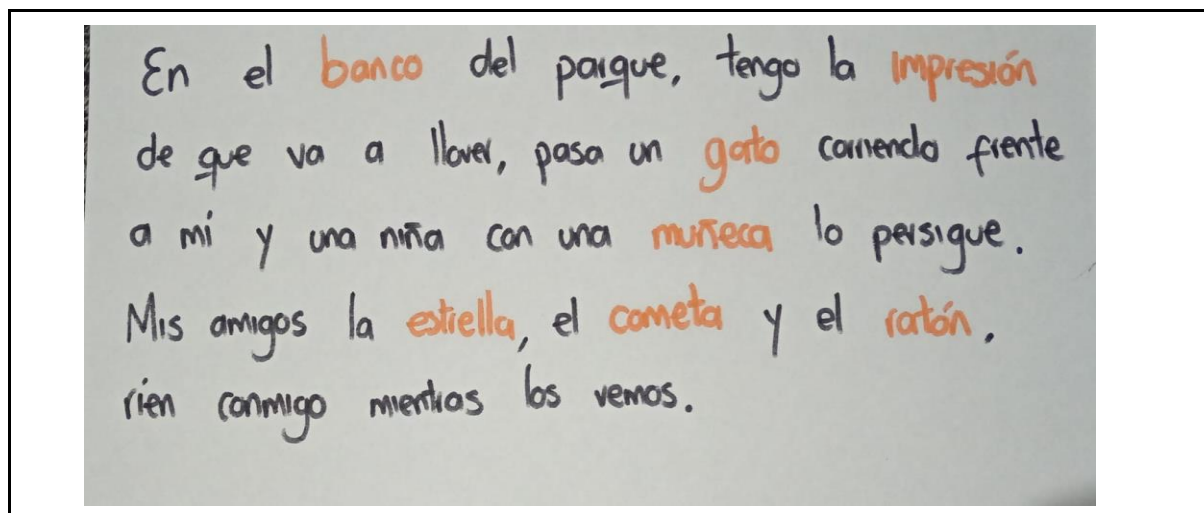 En el banco del parque, tengo la impresión
de que va a llover, pasa un gato corriendo frente
a mí y una niña con una muñeca lo persigue.
Mis amigos la estrella, el cometa y el ratón,
ríen conmigo mientras los vemos.